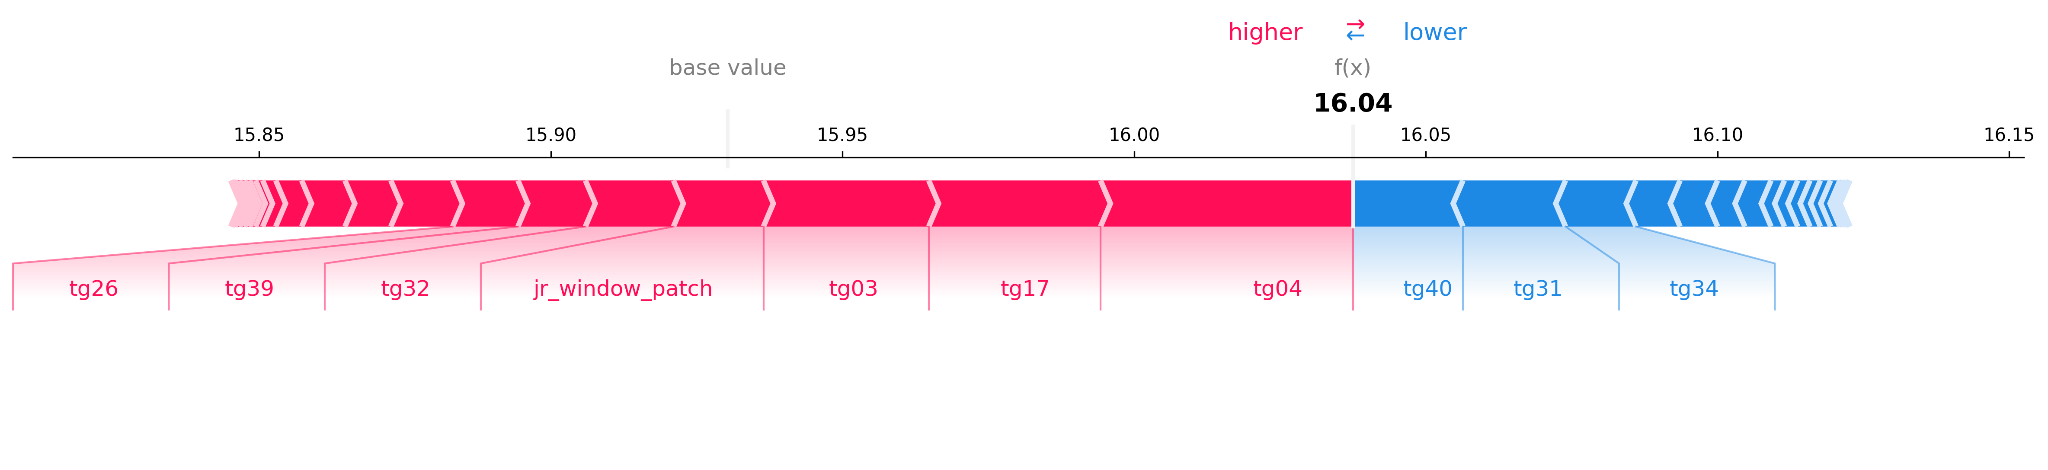 higher ⇄ lower
base value f(x)
16.04
15.85 15.90 15.95 16.00 16.05 16.10 16.15
tg26 tg39 tg32 jr_window_patch tg03 tg17 tg04 tg40 tg31 tg34